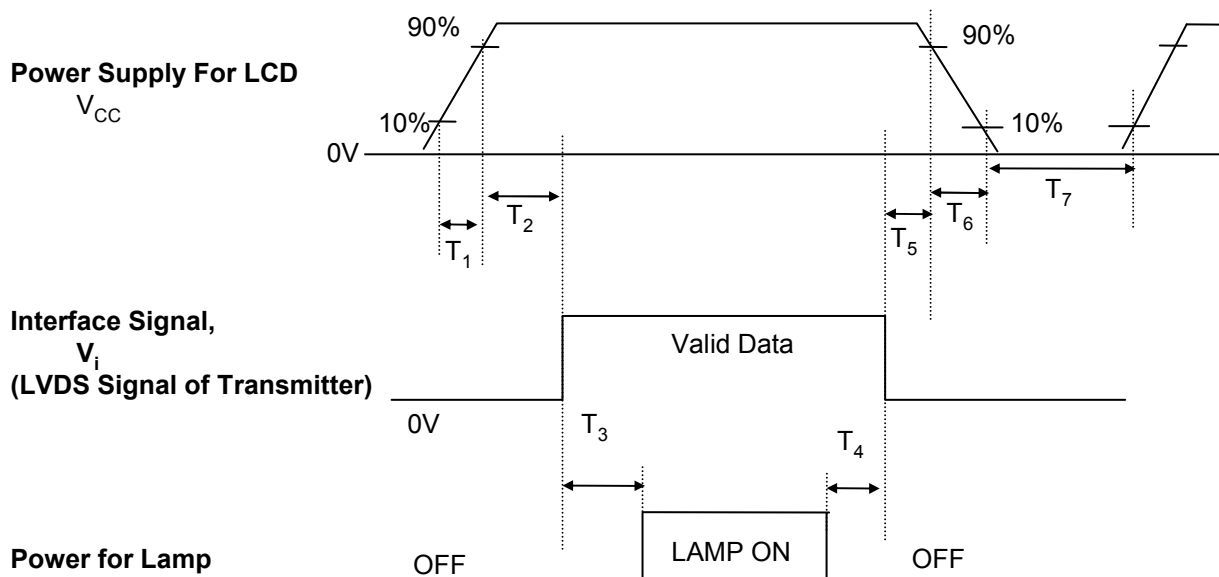 90%
90%
Power Supply For LCD
VCC
10%
10%
0V
T1
T2
T5
T6
T7
Interface Signal,
Vi
(LVDS Signal of Transmitter)
Valid Data
0V
T3
T4
Power for Lamp
OFF
LAMP ON
OFF